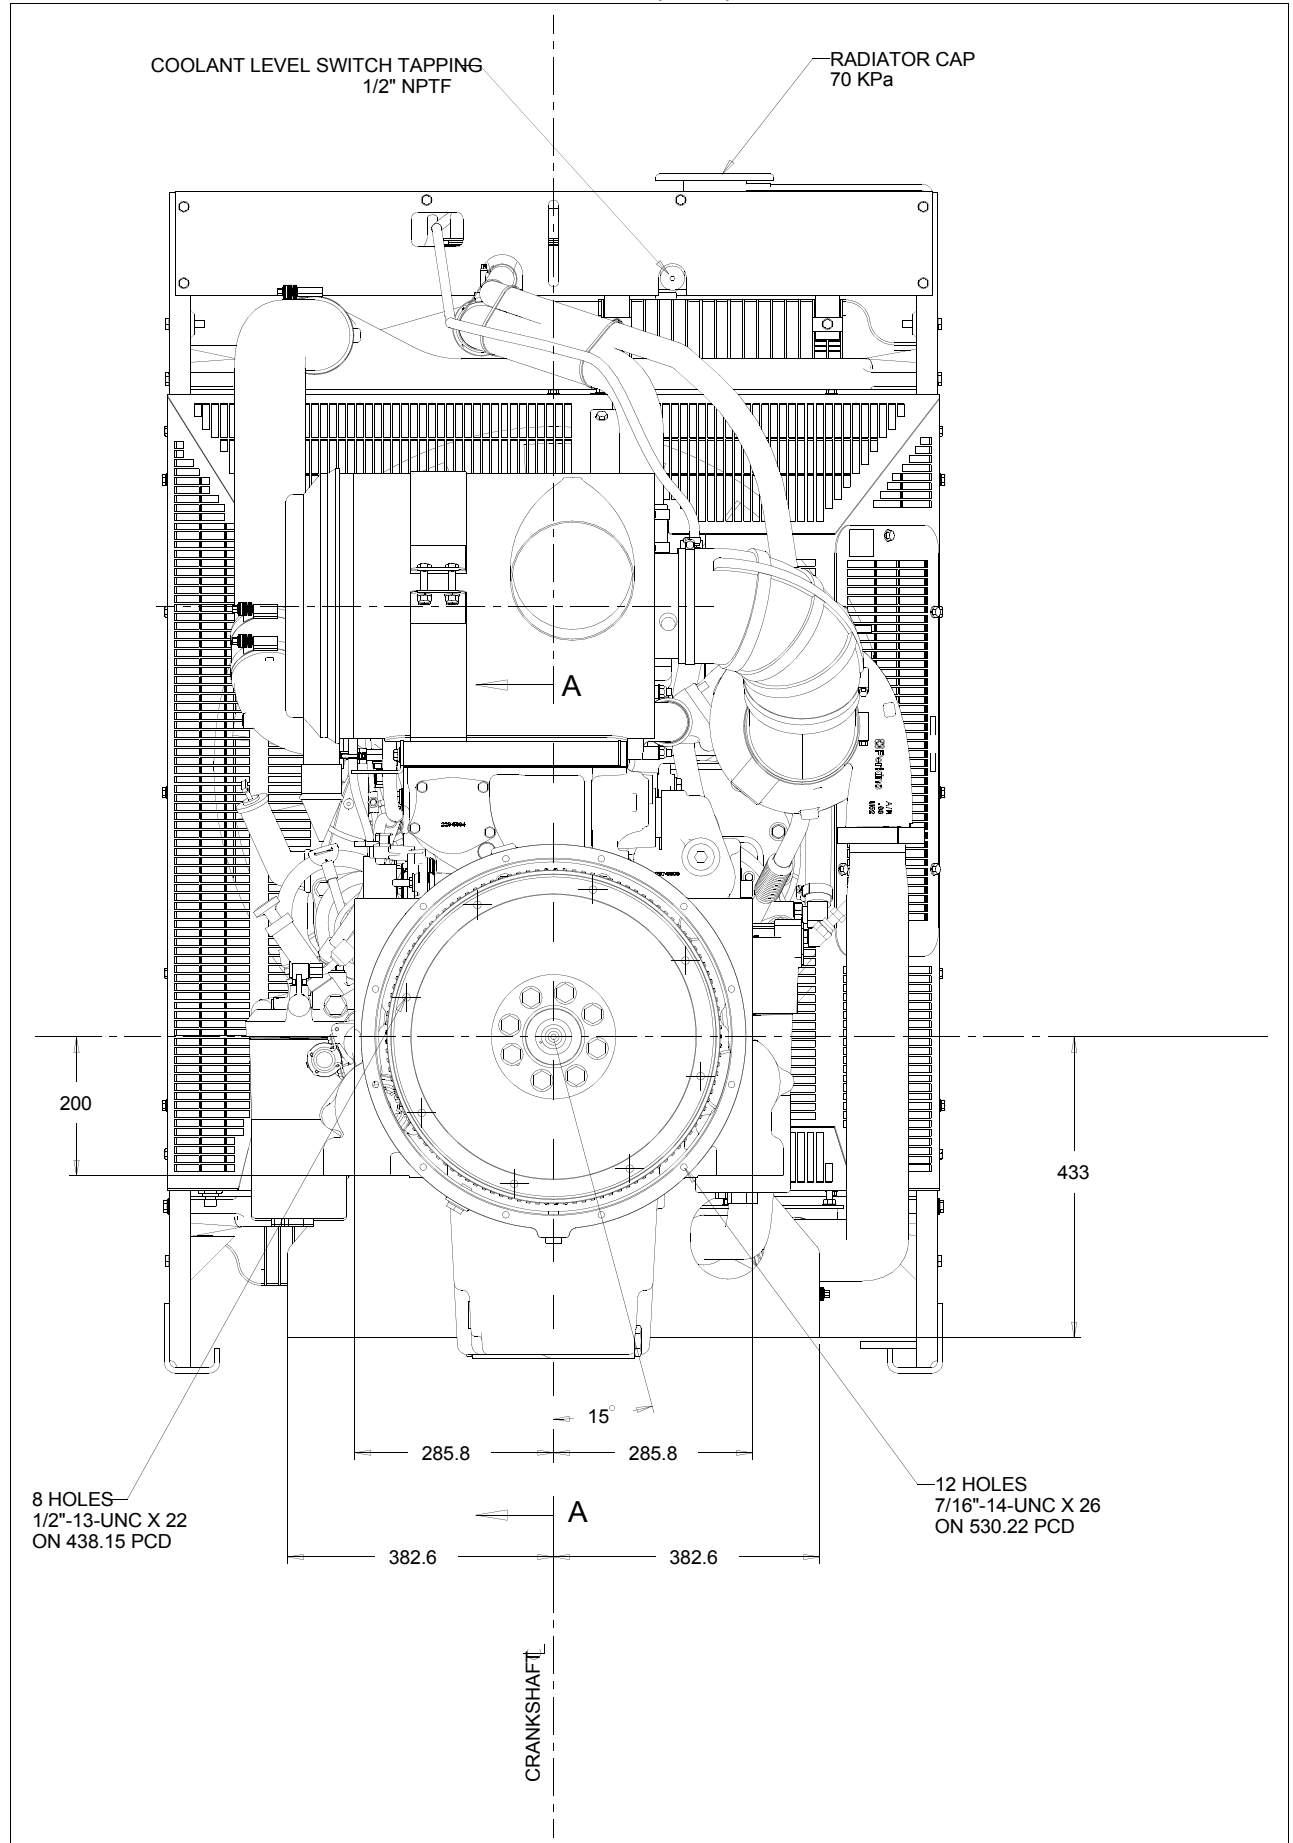 COOLANT LEVEL SWITCH TAPPING
1/2" NPTF
RADIATOR CAP
70 KPa
A
200
433
15°
285.8
285.8
8 HOLES
1/2"-13-UNC X 22
ON 438.15 PCD
12 HOLES
7/16"-14-UNC X 26
ON 530.22 PCD
A
382.6
382.6
CRANKSHAFT